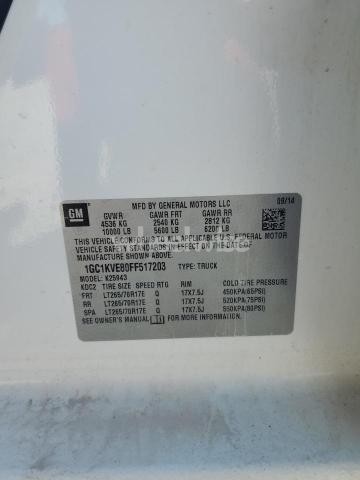 GM
MFD BY GENERAL MOTORS LLC
09/14
GVWR GAWR FRT GAWR RR
4536 KG 2540 KG 2812 KG
10000 LB 5600 LB 6200 LB
THIS VEHICLE CONFORMS TO ALL APPLICABLE U.S. FEDERAL MOTOR
VEHICLE SAFETY STANDARDS IN EFFECT ON THE DATE OF
MANUFACTURE SHOWN ABOVE.
1GC1KVE80FF517203 TYPE: TRUCK
MODEL: K25943
KDC2 TIRE SIZE SPEED RTG RIM COLD TIRE PRESSURE
FRT LT265/70R17E Q 17X7.5J 450KPA(65PSI)
RR LT265/70R17E Q 17X7.5J 520KPA(75PSI)
SPA LT265/70R17E Q 17X7.5J 550KPA(80PSI)
SEE OWNER'S MANUAL FOR MORE INFORMATION.